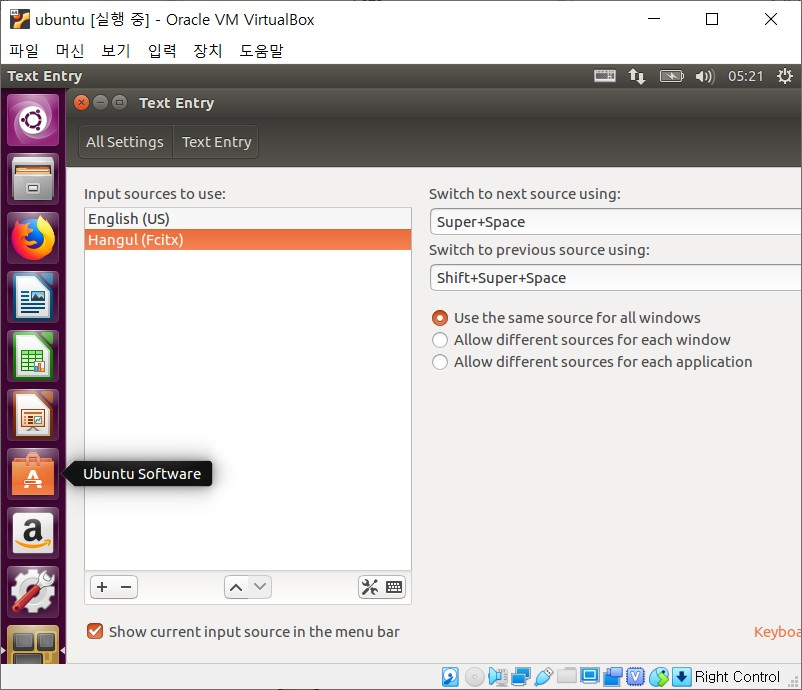 ubuntu [실행 중] - Oracle VM VirtualBox
파일 머신 보기 입력 장치 도움말
Text Entry 05:21
Text Entry
All Settings Text Entry
Input sources to use:
English (US)
Hangul (Fcitx)
Switch to next source using:
Super+Space
Switch to previous source using:
Shift+Super+Space
Use the same source for all windows
Allow different sources for each window
Allow different sources for each application
Ubuntu Software
Show current input source in the menu bar
Keyboa
Right Control